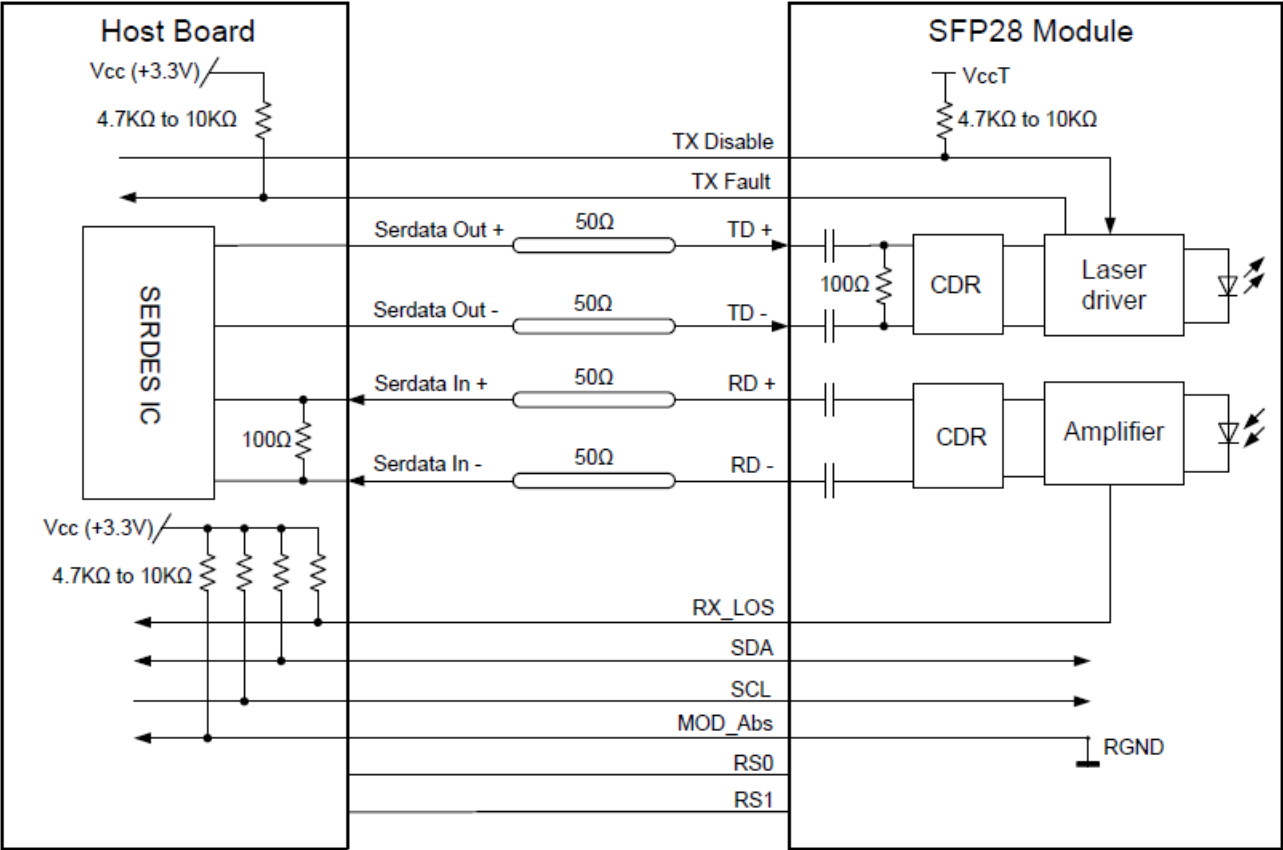 Host Board
SFP28 Module
Vcc (+3.3V)
VccT
4.7KΩ to 10KΩ
4.7KΩ to 10KΩ
TX Disable
TX Fault
Serdata Out +
50Ω
TD +
100Ω
CDR
Laser
driver
Serdata Out -
50Ω
TD -
SERDES IC
Serdata In +
50Ω
RD +
100Ω
CDR
Amplifier
Serdata In -
50Ω
RD -
Vcc (+3.3V)
4.7KΩ to 10KΩ
RX_LOS
SDA
SCL
MOD_Abs
RGND
RS0
RS1